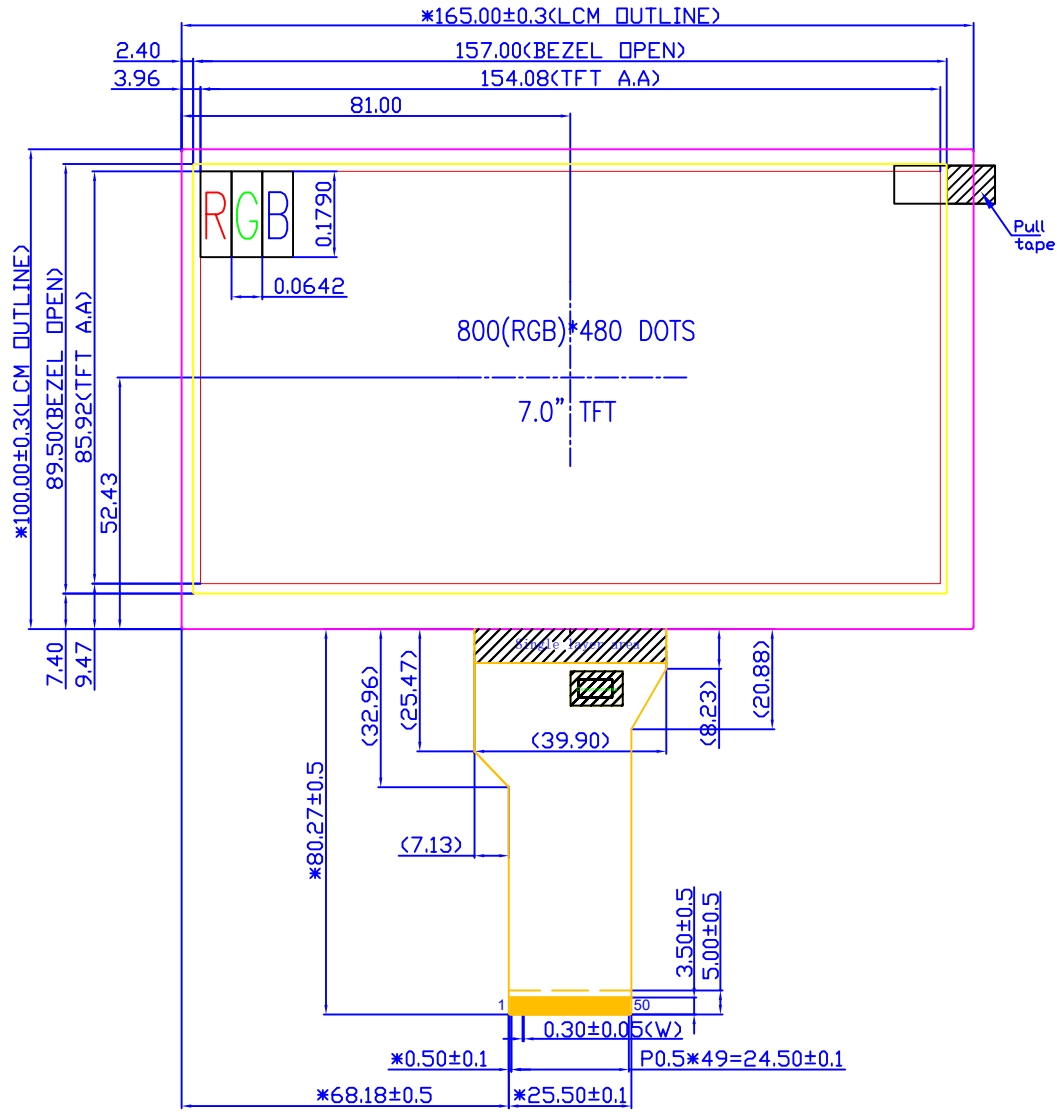 *165.00±0.3(LCM OUTLINE)
2.40
157.00(BEZEL OPEN)
3.96
154.08(TFT A.A)
81.00
R G B
0.1790
0.0642
Pull
tape
800(RGB)*480 DOTS
7.0" TFT
*100.00±0.3(LCM OUTLINE)
89.50(BEZEL OPEN)
85.92(TFT A.A)
52.43
7.40
9.47
Single layer area
(32.96)
(25.47)
(8.23)
(20.88)
(39.90)
*80.27±0.5
(7.13)
3.50±0.5
5.00±0.5
1
50
0.30±0.05(W)
*0.50±0.1
P0.5*49=24.50±0.1
*68.18±0.5
*25.50±0.1